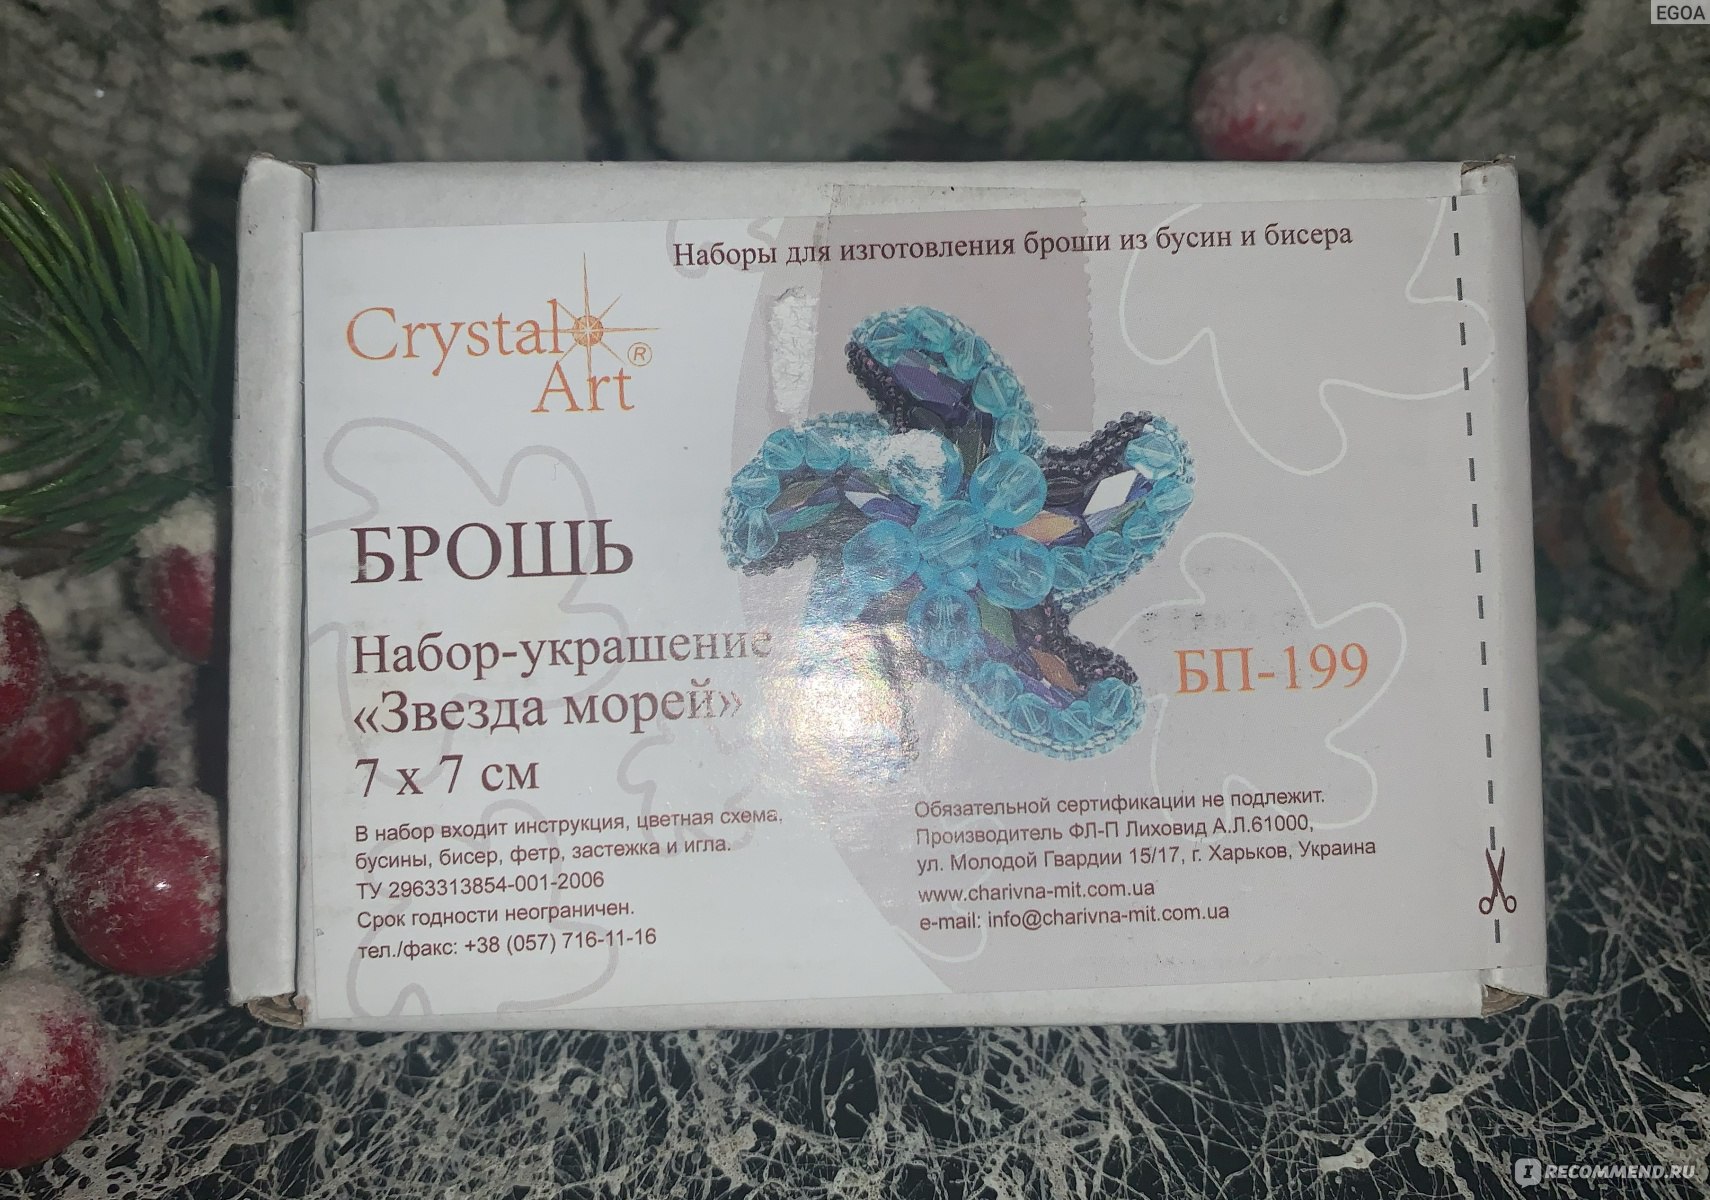 EGOA
Наборы для изготовления броши из бусин и бисера
Crystal
Art ®
БРОШЬ
Набор-украшение
«Звезда морей»
7 х 7 см
В набор входит инструкция, цветная схема,
бусины, бисер, фетр, застежка и игла.
ТУ 2963313854-001-2006
Срок годности неограничен.
тел./факс: +38 (057) 716-11-16
БП-199
Обязательной сертификации не подлежит.
Производитель ФЛ-П Лиховид А.Л.61000,
ул. Молодой Гвардии 15/17, г. Харьков, Украина
www.charivna-mit.com.ua
e-mail: info@charivna-mit.com.ua
IRECOMMEND.RU